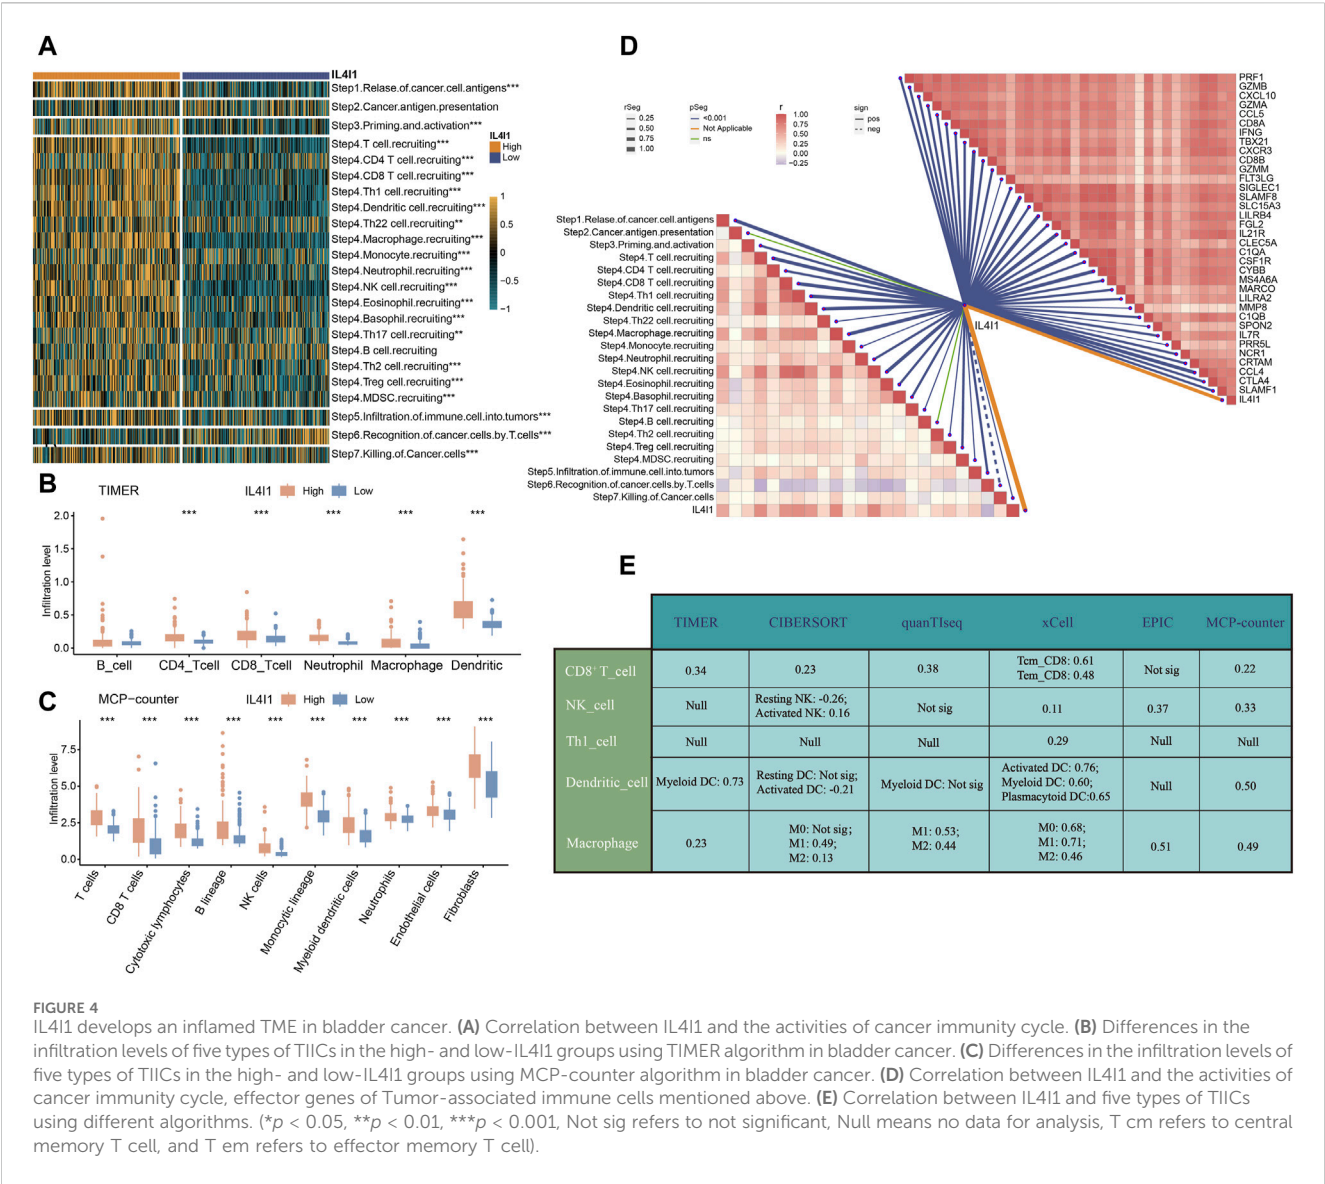 A
IL4I1
Step1.Relase.of.cancer.cell.antigens***
Step2.Cancer.antigen.presentation
Step3.Priming.and.activation***
Step4.T cell.recruiting***
Step4.CD4 T cell.recruiting***
Step4.CD8 T cell.recruiting***
Step4.Th1 cell.recruiting***
Step4.Dendritic cell.recruiting***
Step4.Th22 cell.recruiting**
Step4.Macrophage.recruiting***
Step4.Monocyte.recruiting***
Step4.Neutrophil.recruiting***
Step4.NK cell.recruiting***
Step4.Eosinophil.recruiting***
Step4.Basophil.recruiting***
Step4.Th17 cell.recruiting**
Step4.B cell.recruiting
Step4.Th2 cell.recruiting***
Step4.Treg cell.recruiting***
Step4.MDSC.recruiting***
Step5.Infiltration.of.immune.cell.into.tumors***
Step6.Recognition.of.cancer.cells.by.T.cells***
Step7.Killing.of.Cancer.cells***
IL4I1
High
Low
1
0.5
0
−0.5
−1
B
TIMER IL4I1 High Low
Infiltration level
2.0
1.5
1.0
0.5
0.0
*** *** *** *** ***
B_cell CD4_Tcell CD8_Tcell Neutrophil Macrophage Dendritic
C
MCP−counter IL4I1 High Low
Infiltration level
7.5
5.0
2.5
0.0
*** *** *** *** *** *** *** *** *** ***
T cells
CD8 T cells
Cytotoxic lymphocytes
B lineage
NK cells
Monocytic lineage
Myeloid dendritic cells
Neutrophils
Endothelial cells
Fibroblasts
D
rSeg
0.25
0.50
0.75
1.00
pSeg
<0.001
Not Applicable
ns
r
1.00
0.75
0.50
0.25
0.00
−0.25
sign
pos
neg
PRF1
GZMB
CXCL10
GZMA
CCL5
CD8A
IFNG
TBX21
CXCR3
CD8B
GZMM
FLT3LG
SIGLEC1
SLAMF8
SLC15A3
LILRB4
FGL2
IL21R
CLEC5A
C1QA
CSF1R
CYBB
MS4A6A
MARCO
LILRA2
MMP8
C1QB
SPON2
IL7R
PRR5L
NCR1
CRTAM
CCL4
CTLA4
SLAMF1
IL4I1
IL4I1
Step1.Relase.of.cancer.cell.antigens
Step2.Cancer.antigen.presentation
Step3.Priming.and.activation
Step4.T cell.recruiting
Step4.CD4 T cell.recruiting
Step4.CD8 T cell.recruiting
Step4.Th1 cell.recruiting
Step4.Dendritic cell.recruiting
Step4.Th22 cell.recruiting
Step4.Macrophage.recruiting
Step4.Monocyte.recruiting
Step4.Neutrophil.recruiting
Step4.NK cell.recruiting
Step4.Eosinophil.recruiting
Step4.Basophil.recruiting
Step4.Th17 cell.recruiting
Step4.B cell.recruiting
Step4.Th2 cell.recruiting
Step4.Treg cell.recruiting
Step4.MDSC.recruiting
Step5.Infiltration.of.immune.cell.into.tumors
Step6.Recognition.of.cancer.cells.by.T.cells
Step7.Killing.of.Cancer.cells
IL4I1
E
TIMER CIBERSORT quanTIseq xCell EPIC MCP-counter
CD8+ T_cell 0.34 0.23 0.38 Tcm_CD8: 0.61 Not sig 0.22
Tem_CD8: 0.48
NK_cell Null Resting NK: -0.26; Not sig 0.11 0.37 0.33
Activated NK: 0.16
Th1_cell Null Null Null 0.29 Null Null
Dendritic_cell Myeloid DC: 0.73 Resting DC: Not sig; Myeloid DC: Not sig Activated DC: 0.76; Null 0.50
Activated DC: -0.21 Myeloid DC: 0.60;
Plasmacytoid DC:0.65
Macrophage 0.23 M0: Not sig; M1: 0.53; M0: 0.68; 0.51 0.49
M1: 0.49; M2: 0.44 M1: 0.71;
M2: 0.13 M2: 0.46
FIGURE 4
IL4I1 develops an inflamed TME in bladder cancer. (A) Correlation between IL4I1 and the activities of cancer immunity cycle. (B) Differences in the
infiltration levels of five types of TIICs in the high- and low-IL4I1 groups using TIMER algorithm in bladder cancer. (C) Differences in the infiltration levels of
five types of TIICs in the high- and low-IL4I1 groups using MCP-counter algorithm in bladder cancer. (D) Correlation between IL4I1 and the activities of
cancer immunity cycle, effector genes of Tumor-associated immune cells mentioned above. (E) Correlation between IL4I1 and five types of TIICs
using different algorithms. (*p < 0.05, **p < 0.01, ***p < 0.001, Not sig refers to not significant, Null means no data for analysis, T cm refers to central
memory T cell, and T em refers to effector memory T cell).